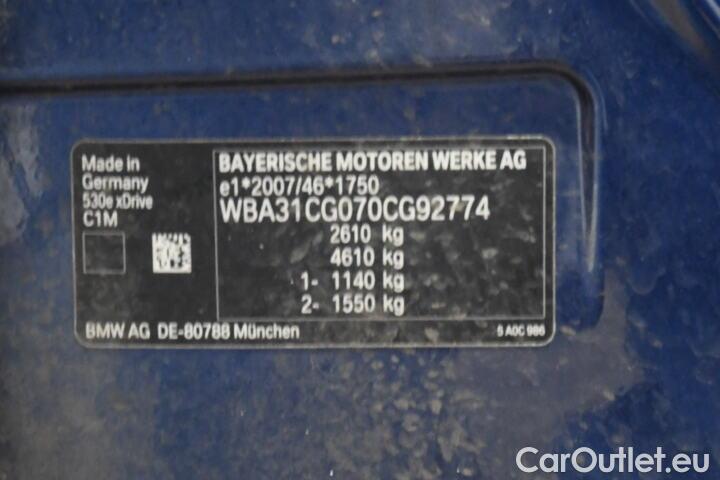 Made in
Germany
530e xDrive
C1M
BAYERISCHE MOTOREN WERKE AG
e1*2007/46*1750
WBA31CG070CG92774
2610 kg
4610 kg
1- 1140 kg
2- 1550 kg
BMW AG DE-80788 München
5 A0C 986
CarOutlet.eu